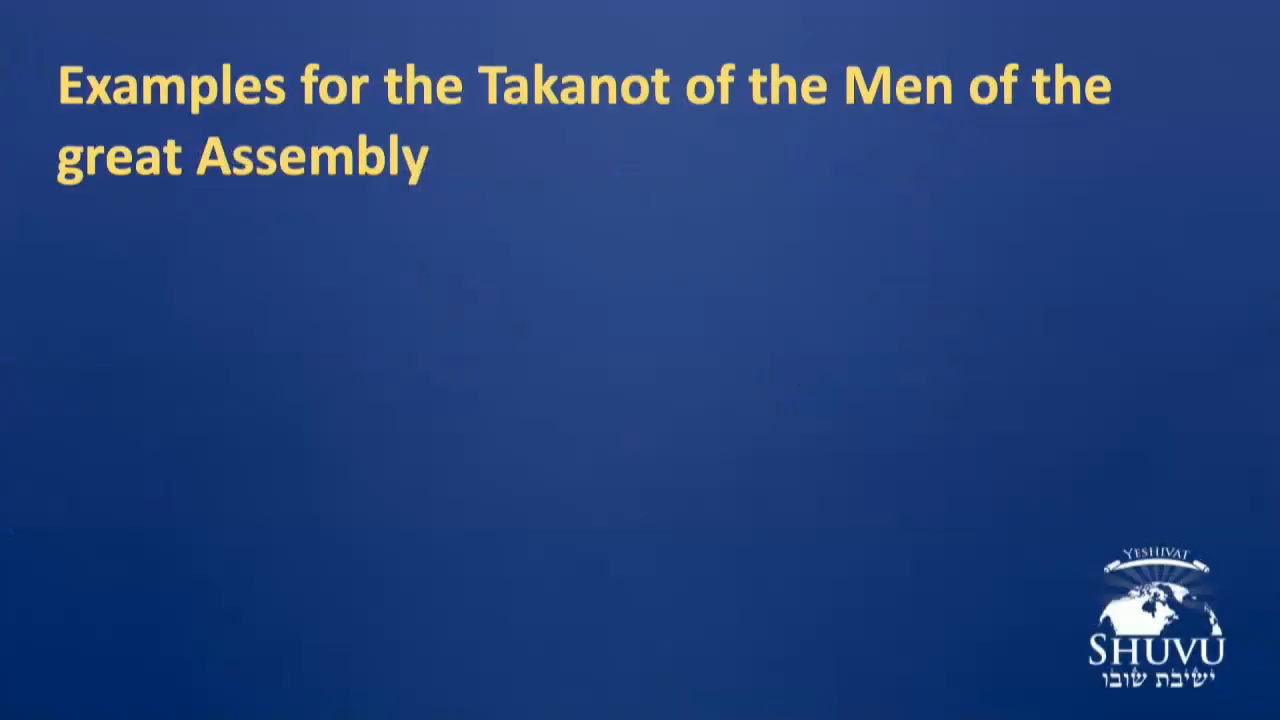 Examples for the Takanot of the Men of the
great Assembly
YESHIVAT
SHUVU
ישיבת שובו